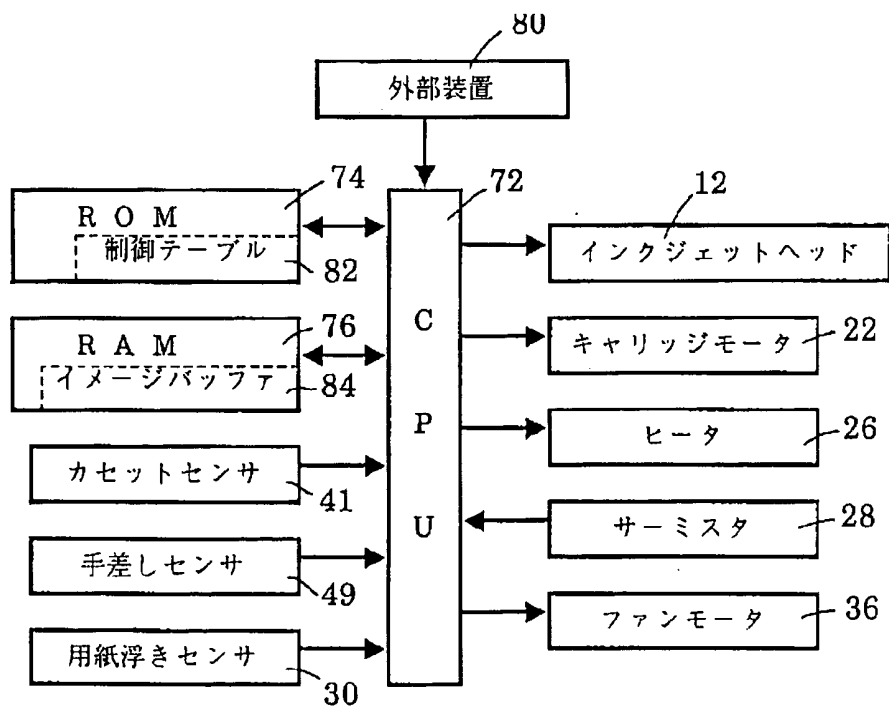 80
外部装置
74
ROM
制御テーブル
82
76
RAM
イメージバッファ
84
カセットセンサ
41
手差しセンサ
49
用紙浮きセンサ
30
72
CPU
12
インクジェットヘッド
キャリッジモータ
22
ヒータ
26
サーミスタ
28
ファンモータ
36